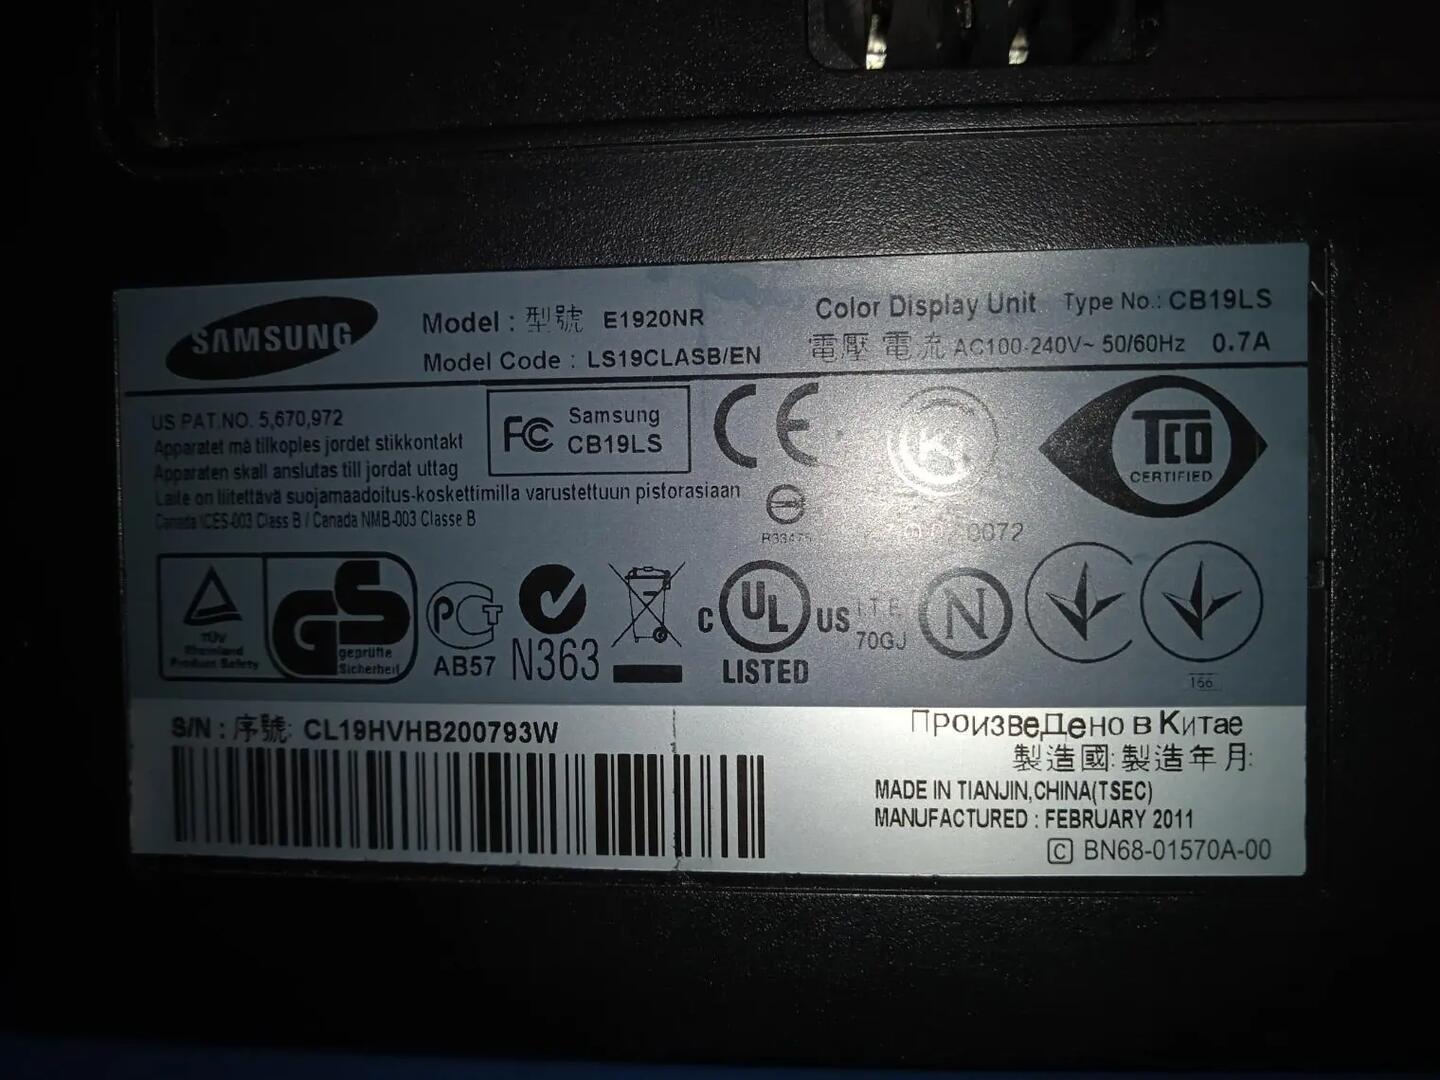 SAMSUNG
Model : 型號 E1920NR
Model Code : LS19CLASB/EN
Color Display Unit Type No.: CB19LS
電壓 電流 AC100-240V~ 50/60Hz 0.7A
US PAT.NO. 5,670,972
Apparatet må tilkoples jordet stikkontakt
Apparaten skall anslutas till jordat uttag
Laite on liitettävä suojamaadoitus-koskettimilla varustettuun pistorasiaan
Canada ICES-003 Class B / Canada NMB-003 Classe B
FC Samsung
CB19LS
CE
K
TCO
CERTIFIED
R33475
0072
TÜV
Rheinland
Product Safety
GS
geprüfte
Sicherheit
PCT
AB57
N363
C UL US
LISTED
I.T.E.
70GJ
N
166
S/N : 序號: CL19HVHB200793W
ПроизвеДено в Китае
製造國: 製造年月:
MADE IN TIANJIN,CHINA(TSEC)
MANUFACTURED : FEBRUARY 2011
C BN68-01570A-00